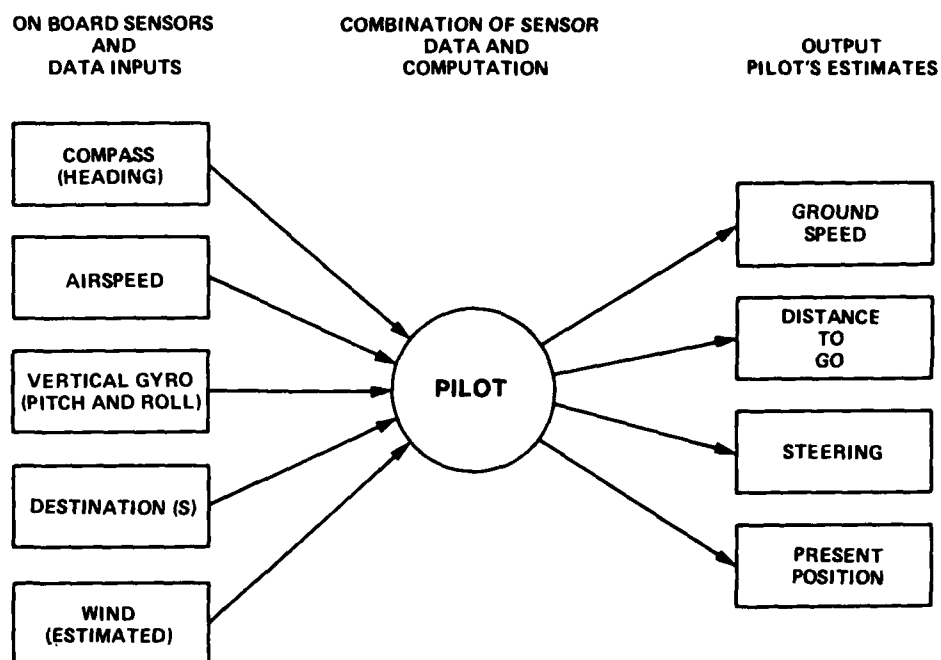 ON BOARD SENSORS
AND
DATA INPUTS
COMBINATION OF SENSOR
DATA AND
COMPUTATION
OUTPUT
PILOT'S ESTIMATES
COMPASS
(HEADING)
AIRSPEED
VERTICAL GYRO
(PITCH AND ROLL)
DESTINATION (S)
WIND
(ESTIMATED)
PILOT
GROUND
SPEED
DISTANCE
TO
GO
STEERING
PRESENT
POSITION